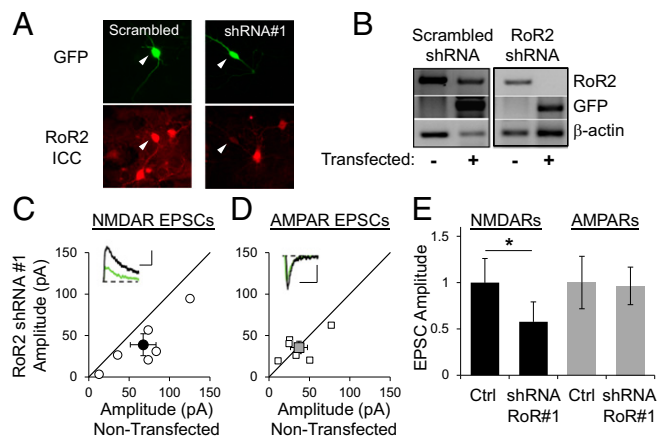 A
Scrambled
shRNA#1
GFP
RoR2
ICC
B
Scrambled
shRNA
RoR2
shRNA
RoR2
GFP
β-actin
Transfected: - + - +
C
NMDAR EPSCs
RoR2 shRNA #1
Amplitude (pA)
150
100
50
0
0 50 100 150
Amplitude (pA)
Non-Transfected
D
AMPAR EPSCs
150
100
50
0
0 50 100 150
Amplitude (pA)
Non-Transfected
E
NMDARs
AMPARs
*
EPSC Amplitude
1.5
1
0.5
0
Ctrl
shRNA
RoR#1
Ctrl
shRNA
RoR#1